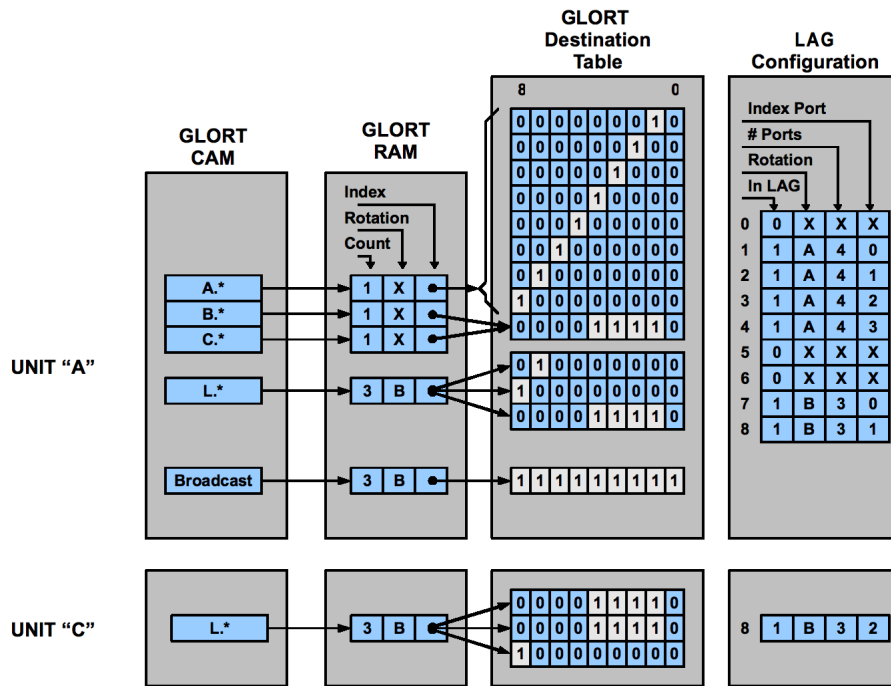 GLORT
CAM
GLORT
RAM
GLORT
Destination
Table
LAG
Configuration
UNIT "A"
A.*
B.*
C.*
L.*
Broadcast
Index
Rotation
Count
1 X
1 X
1 X
3 B
3 B
8 0
0 0 0 0 0 0 0 1 0
0 0 0 0 0 0 1 0 0
0 0 0 0 0 1 0 0 0
0 0 0 0 1 0 0 0 0
0 0 0 1 0 0 0 0 0
0 0 1 0 0 0 0 0 0
0 1 0 0 0 0 0 0 0
1 0 0 0 0 0 0 0 0
0 0 0 0 1 1 1 1 0
0 1 0 0 0 0 0 0 0
1 0 0 0 0 0 0 0 0
0 0 0 0 1 1 1 1 0
1 1 1 1 1 1 1 1 1
Index Port
# Ports
Rotation
In LAG
0 0 X X X
1 1 A 4 0
2 1 A 4 1
3 1 A 4 2
4 1 A 4 3
5 0 X X X
6 0 X X X
7 1 B 3 0
8 1 B 3 1
UNIT "C"
L.*
3 B
0 0 0 0 1 1 1 1 0
0 0 0 0 1 1 1 1 0
1 0 0 0 0 0 0 0 0
8 1 B 3 2